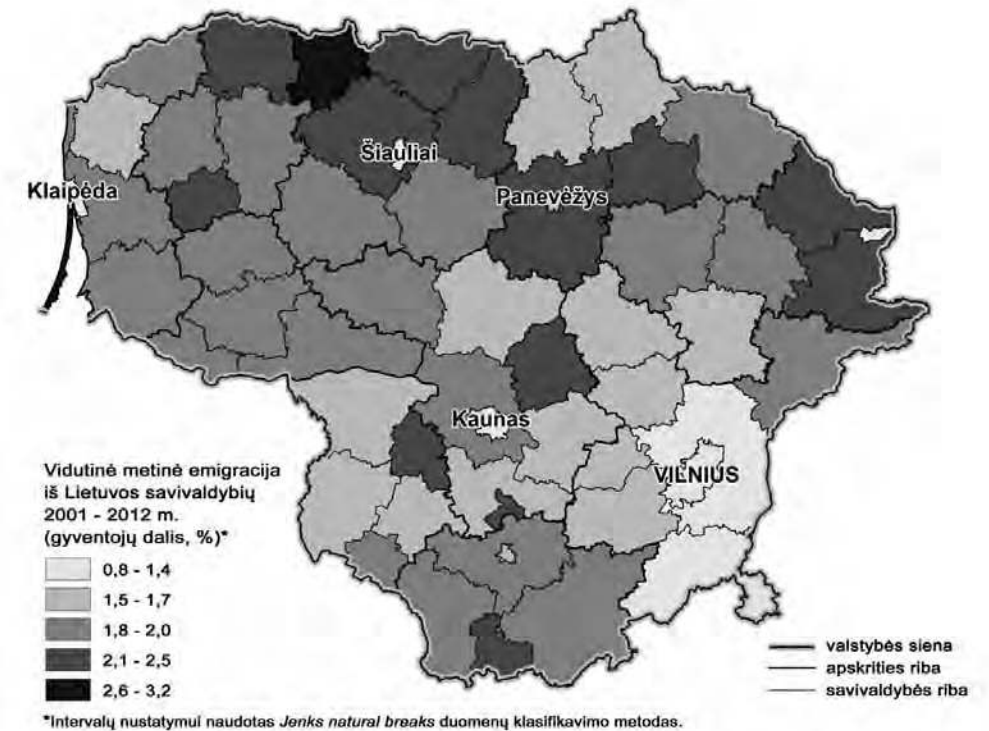 Šiauliai
Klaipėda
Panevėžys
Kaunas
VILNIUS
Vidutinė metinė emigracija
iš Lietuvos savivaldybių
2001 - 2012 m.
(gyventojų dalis, %)*
0,8 - 1,4
1,5 - 1,7
1,8 - 2,0
2,1 - 2,5
2,6 - 3,2
valstybės siena
apskrities riba
savivaldybės riba
*Intervalų nustatymui naudotas Jenks natural breaks duomenų klasifikavimo metodas.